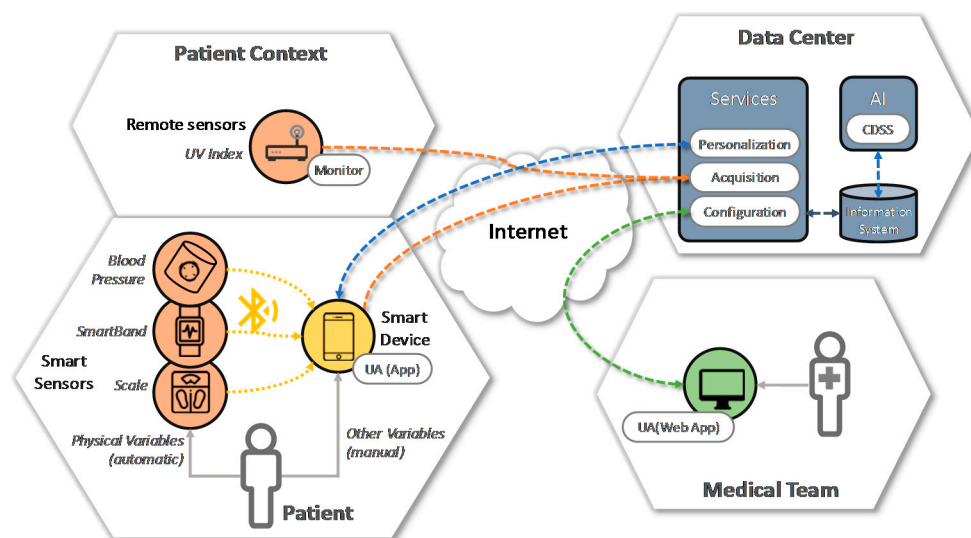 Patient Context
Remote sensors
UV Index
Monitor
Data Center
Services
Personalization
Acquisition
Configuration
AI
CDSS
Information
System
Internet
Blood
Pressure
SmartBand
Smart
Sensors
Scale
Smart
Device
UA (App)
Physical Variables
(automatic)
Other Variables
(manual)
Patient
UA(Web App)
Medical Team